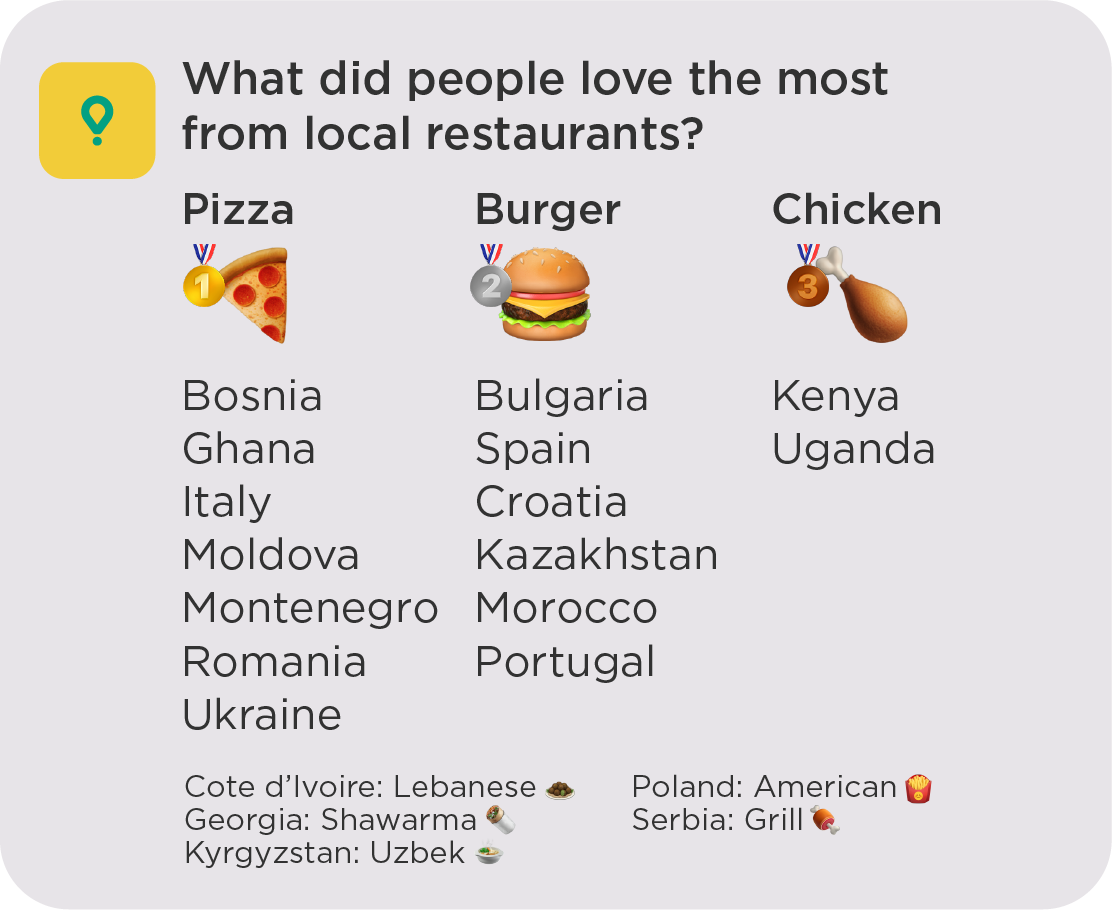 What did people love the most
from local restaurants?
Pizza
1
Bosnia
Ghana
Italy
Moldova
Montenegro
Romania
Ukraine
Burger
2
Bulgaria
Spain
Croatia
Kazakhstan
Morocco
Portugal
Chicken
3
Kenya
Uganda
Cote d’Ivoire: Lebanese
Georgia: Shawarma
Kyrgyzstan: Uzbek
Poland: American
Serbia: Grill